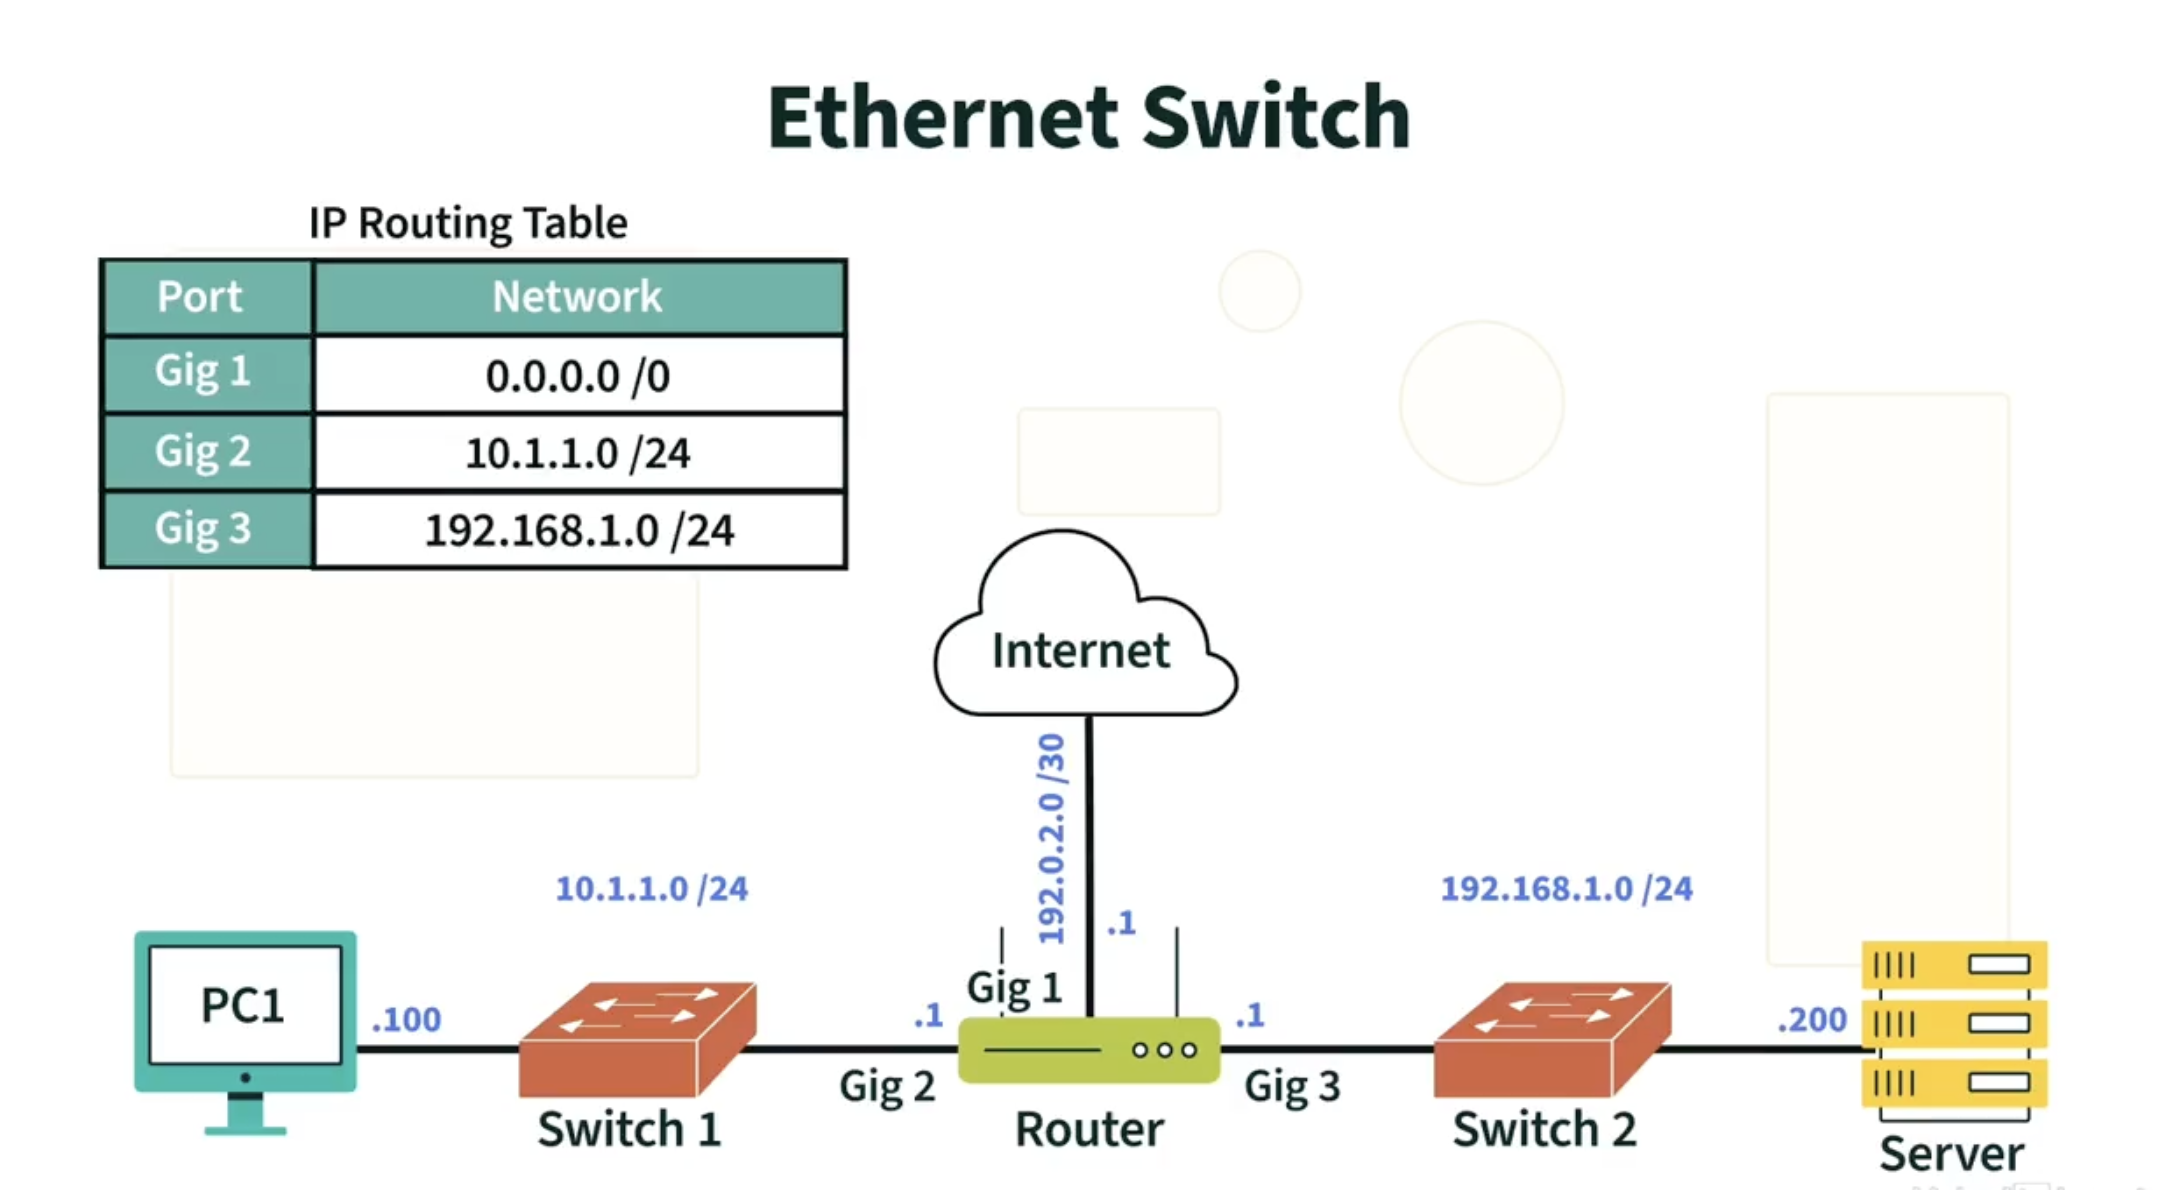 Ethernet Switch
IP Routing Table
Port Network
Gig 1 0.0.0.0 /0
Gig 2 10.1.1.0 /24
Gig 3 192.168.1.0 /24
Internet
192.0.2.0 /30
.1
10.1.1.0 /24
192.168.1.0 /24
PC1
.100
.1
Gig 1
.1
.200
Gig 2
Gig 3
Switch 1
Router
Switch 2
Server